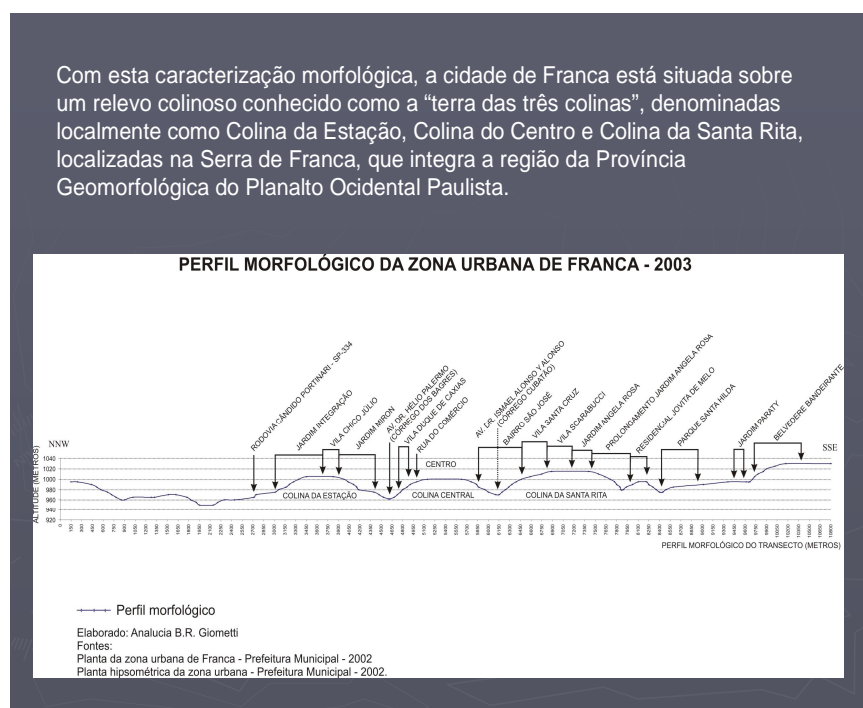 Com esta caracterização morfológica, a cidade de Franca está situada sobre
um relevo colinoso conhecido como a “terra das três colinas”, denominadas
localmente como Colina da Estação, Colina do Centro e Colina da Santa Rita,
localizadas na Serra de Franca, que integra a região da Província
Geomorfológica do Planalto Ocidental Paulista.
PERFIL MORFOLÓGICO DA ZONA URBANA DE FRANCA - 2003
RODOVIA CÂNDIDO PORTINARI - SP-334
JARDIM INTEGRAÇÃO
VILA CHICO JÚLIO
JARDIM MIRON
AV. DR. HÉLIO PALERMO
(CÓRREGO DOS BAGRES)
VILA DUQUE DE CAXIAS
RUA DO COMÉRCIO
AV. DR. ISMAEL ALONSO Y ALONSO
(CÓRREGO CUBATÃO)
BAIRRO SÃO JOSÉ
VILA SANTA CRUZ
VILA SCARABUCCI
JARDIM ANGELA ROSA
PROLONGAMENTO JARDIM ANGELA ROSA
RESIDENCIAL JOVITA DE MELO
PARQUE SANTA HILDA
JARDIM PARATY
BELVEDERE BANDEIRANTE
NNW
SSE
ALTITUDE (METROS)
1040
1020
1000
980
960
940
920
CENTRO
COLINA DA ESTAÇÃO
COLINA CENTRAL
COLINA DA SANTA RITA
PERFIL MORFOLÓGICO DO TRANSECTO (METROS)
Perfil morfológico
Elaborado: Analucia B.R. Giometti
Fontes:
Planta da zona urbana de Franca - Prefeitura Municipal - 2002
Planta hipsométrica da zona urbana - Prefeitura Municipal - 2002.